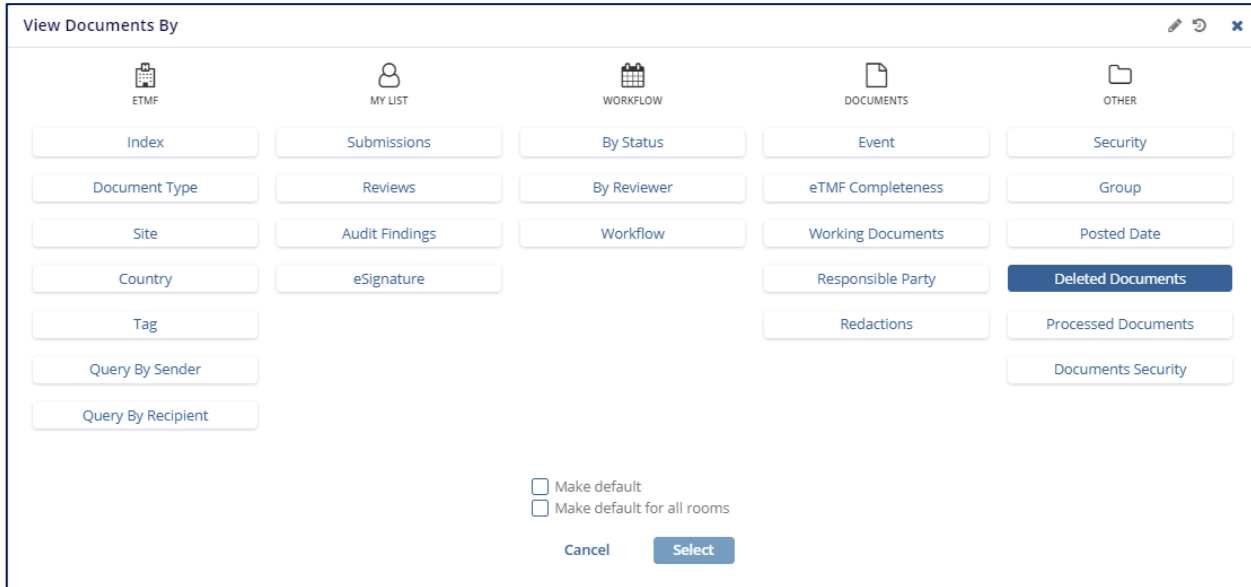 View Documents By
ETMF
MY LIST
WORKFLOW
DOCUMENTS
OTHER
Index
Submissions
By Status
Event
Security
Document Type
Reviews
By Reviewer
eTMF Completeness
Group
Site
Audit Findings
Workflow
Working Documents
Posted Date
Country
eSignature
Responsible Party
Deleted Documents
Tag
Redactions
Processed Documents
Query By Sender
Documents Security
Query By Recipient
Make default
Make default for all rooms
Cancel
Select